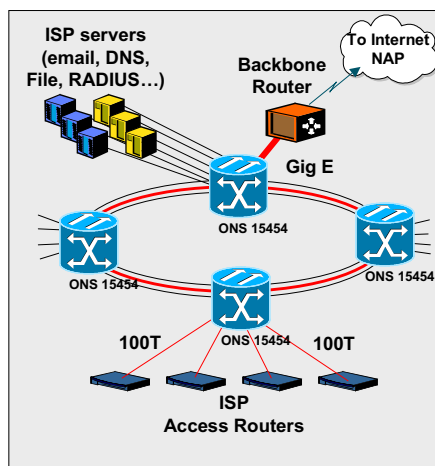 ISP servers
(email, DNS,
File, RADIUS…)
To Internet
NAP
Backbone
Router
Gig E
ONS 15454
ONS 15454
ONS 15454
ONS 15454
100T
100T
ISP
Access Routers